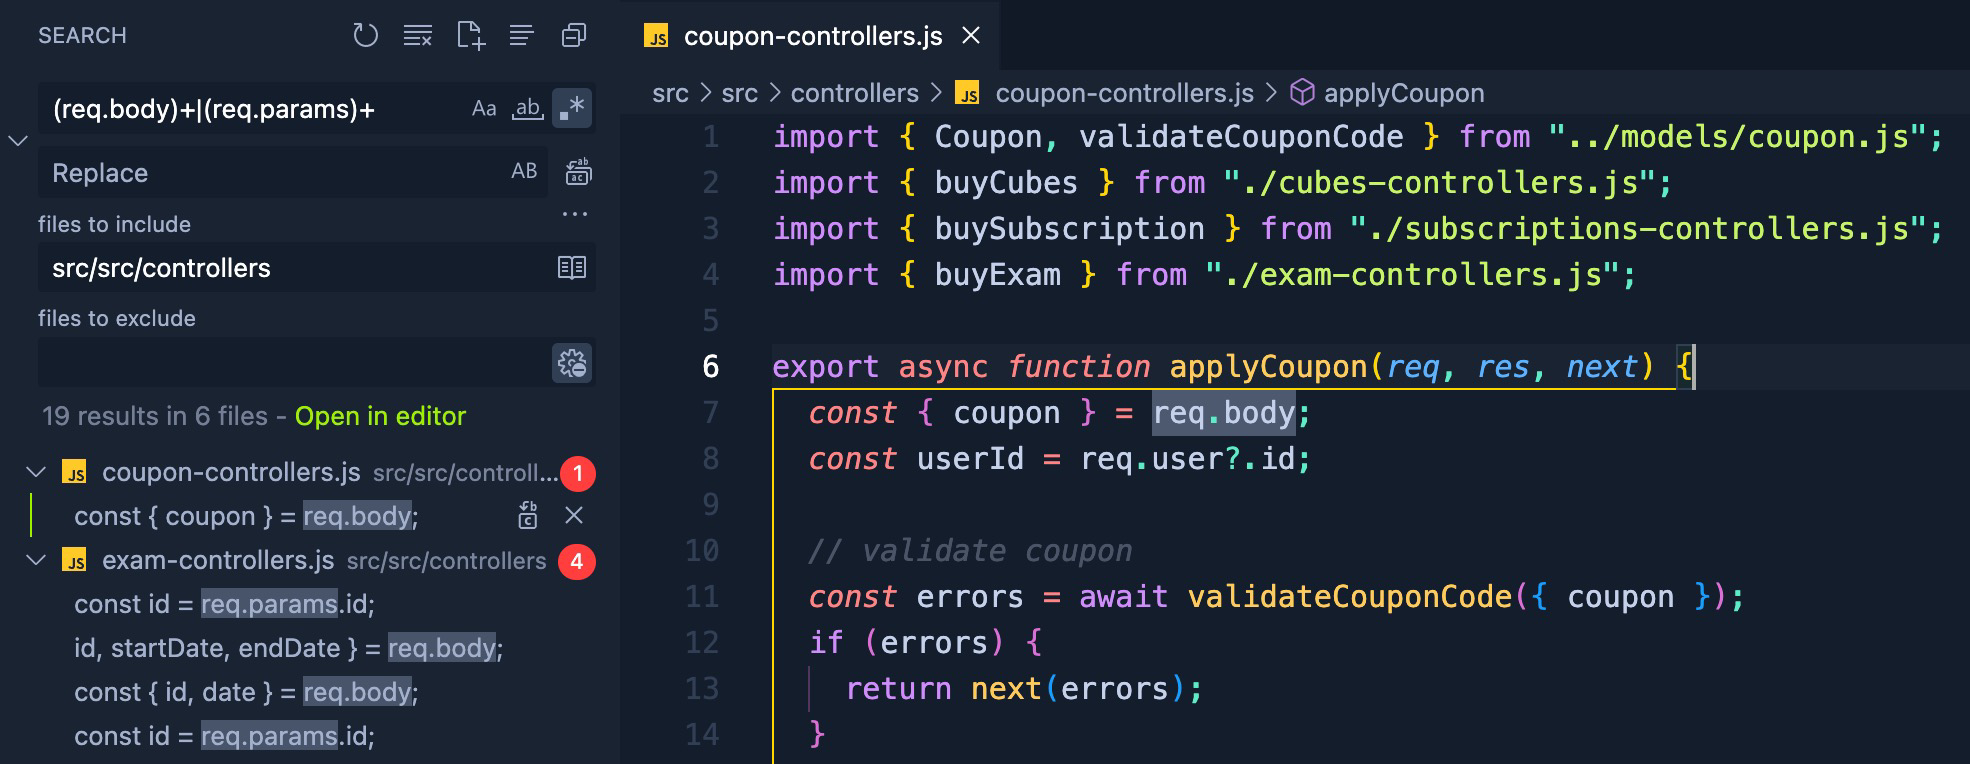 SEARCH
(req.body)+|(req.params)+
Aa
ab
.*
Replace
AB
ab
ac
files to include
...
src/src/controllers
files to exclude
19 results in 6 files - Open in editor
JS coupon-controllers.js src/src/controll... 1
const { coupon } = req.body;
b
c
JS exam-controllers.js src/src/controllers 4
const id = req.params.id;
id, startDate, endDate } = req.body;
const { id, date } = req.body;
const id = req.params.id;
JS coupon-controllers.js
src > src > controllers > JS coupon-controllers.js > applyCoupon
1 import { Coupon, validateCouponCode } from "../models/coupon.js";
2 import { buyCubes } from "./cubes-controllers.js";
3 import { buySubscription } from "./subscriptions-controllers.js";
4 import { buyExam } from "./exam-controllers.js";
5
6 export async function applyCoupon(req, res, next) {
7 const { coupon } = req.body;
8 const userId = req.user?.id;
9
10 // validate coupon
11 const errors = await validateCouponCode({ coupon });
12 if (errors) {
13 return next(errors);
14 }